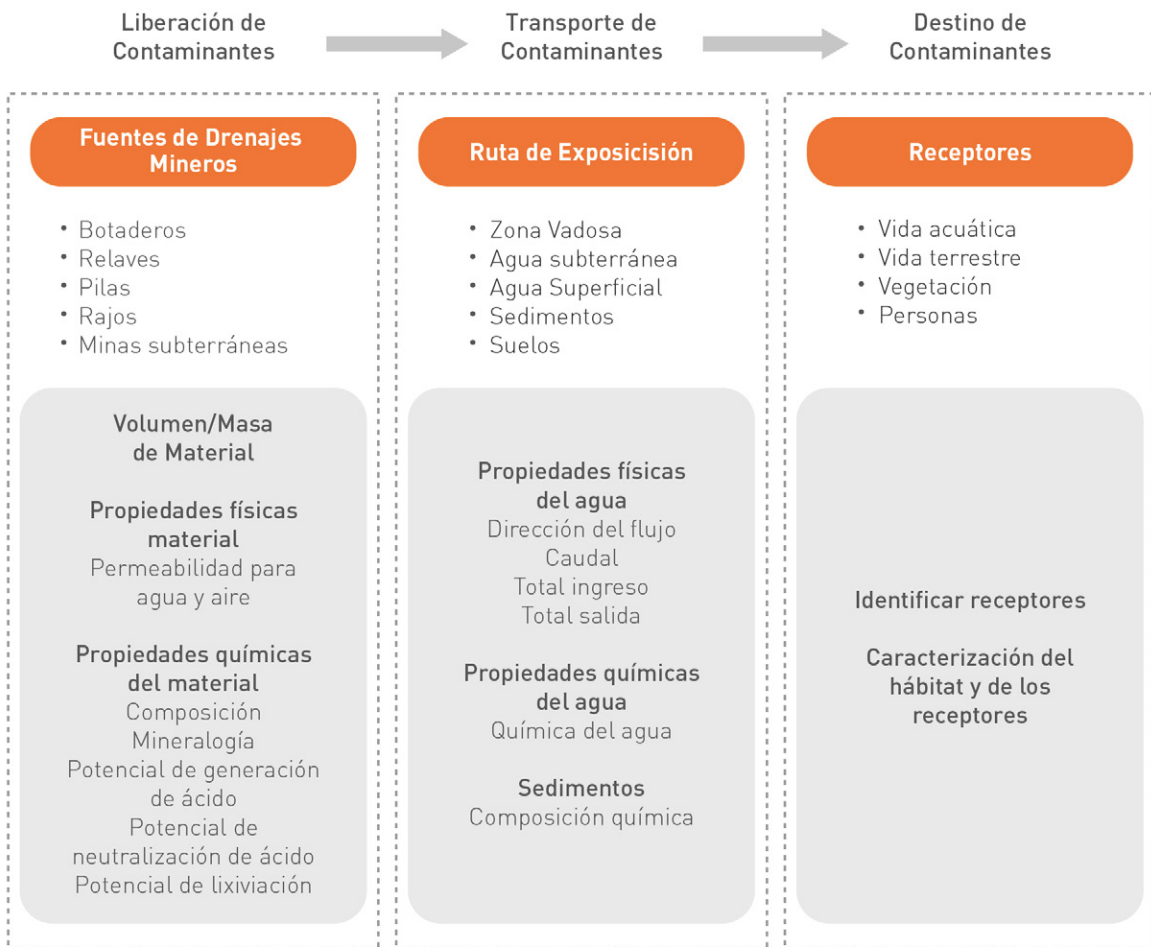 Liberación de
Contaminantes
Transporte de
Contaminantes
Destino de
Contaminantes
Fuentes de Drenajes
Mineros
• Botaderos
• Relaves
• Pilas
• Rajos
• Minas subterráneas
Volumen/Masa
de Material
Propiedades físicas
material
Permeabilidad para
agua y aire
Propiedades químicas
del material
Composición
Mineralogía
Potencial de generación
de ácido
Potencial de
neutralización de ácido
Potencial de lixiviación
Ruta de Exposicisión
• Zona Vadosa
• Agua subterránea
• Agua Superficial
• Sedimentos
• Suelos
Propiedades físicas
del agua
Dirección del flujo
Caudal
Total ingreso
Total salida
Propiedades químicas
del agua
Química del agua
Sedimentos
Composición química
Receptores
• Vida acuática
• Vida terrestre
• Vegetación
• Personas
Identificar receptores
Caracterización del
hábitat y de los
receptores